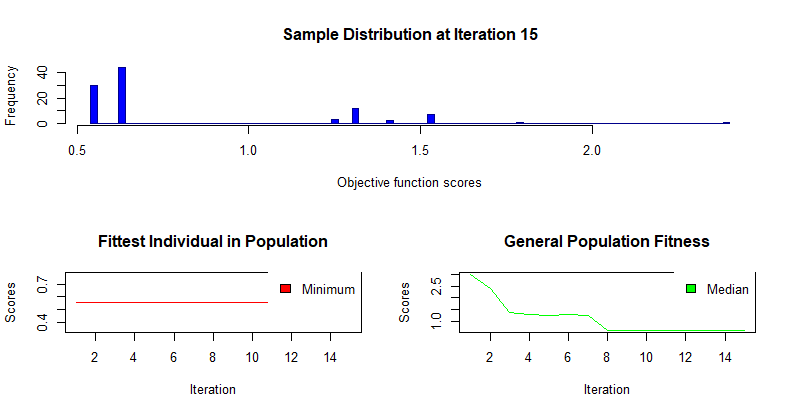 Sample Distribution at Iteration 15
Frequency
40
20
0
0.5 1.0 1.5 2.0
Objective function scores
Fittest Individual in Population
Scores
0.7
0.4
Minimum
2 4 6 8 10 12 14
Iteration
General Population Fitness
Scores
2.5
1.0
Median
2 4 6 8 10 12 14
Iteration